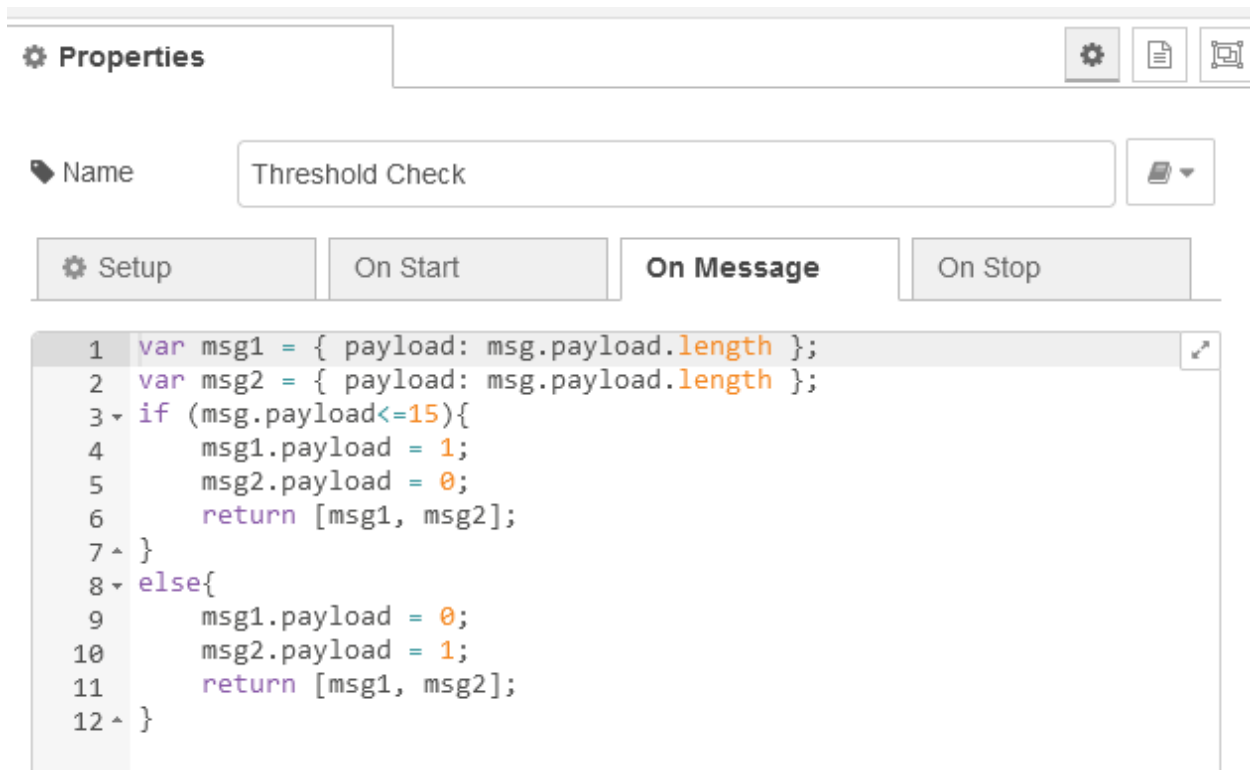 Properties
Name
Threshold Check
Setup On Start On Message On Stop
1 var msg1 = { payload: msg.payload.length };
2 var msg2 = { payload: msg.payload.length };
3 if (msg.payload<=15){
4     msg1.payload = 1;
5     msg2.payload = 0;
6     return [msg1, msg2];
7 }
8 else{
9     msg1.payload = 0;
10     msg2.payload = 1;
11     return [msg1, msg2];
12 }